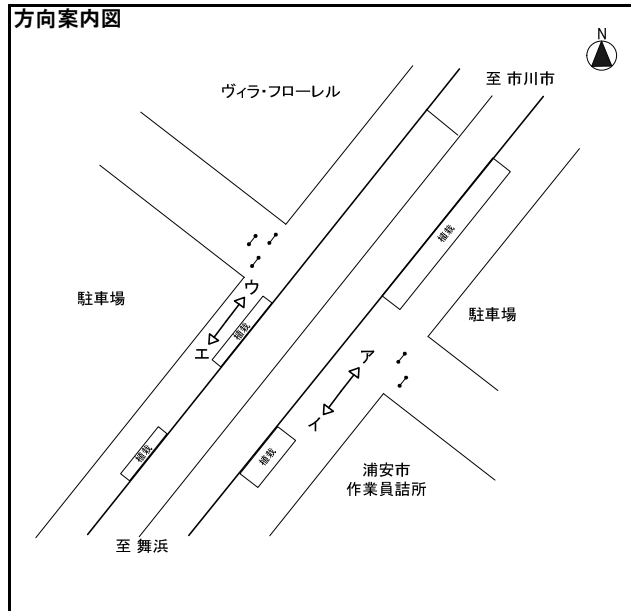 方向案内図
N
至 市川市
ヴィラ・フローレル
植栽
ウ
駐車場
駐車場
植栽
エ
ア
イ
植栽
植栽
浦安市
作業員詰所
至 舞浜